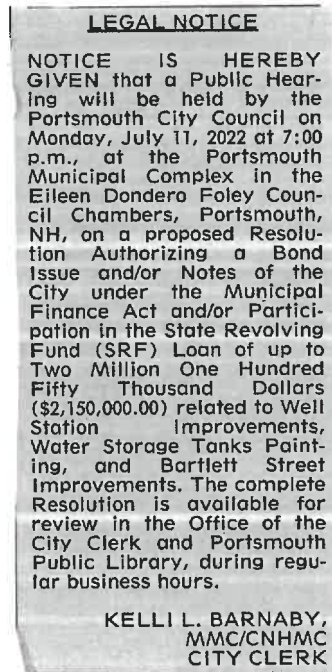 LEGAL NOTICE
NOTICE IS HEREBY
GIVEN that a Public Hear-
ing will be held by the
Portsmouth City Council on
Monday, July 11, 2022 at 7:00
p.m., at the Portsmouth
Municipal Complex in the
Eileen Dondero Foley Coun-
cil Chambers, Portsmouth,
NH, on a proposed Resolu-
tion Authorizing a Bond
Issue and/or Notes of the
City under the Municipal
Finance Act and/or Partici-
pation in the State Revolving
Fund (SRF) Loan of up to
Two Million One Hundred
Fifty Thousand Dollars
($2,150,000.00) related to Well
Station Improvements,
Water Storage Tanks Paint-
ing, and Bartlett Street
Improvements. The complete
Resolution is available for
review in the Office of the
City Clerk and Portsmouth
Public Library, during regu-
lar business hours.
KELLI L. BARNABY,
MMC/CNHMC
CITY CLERK